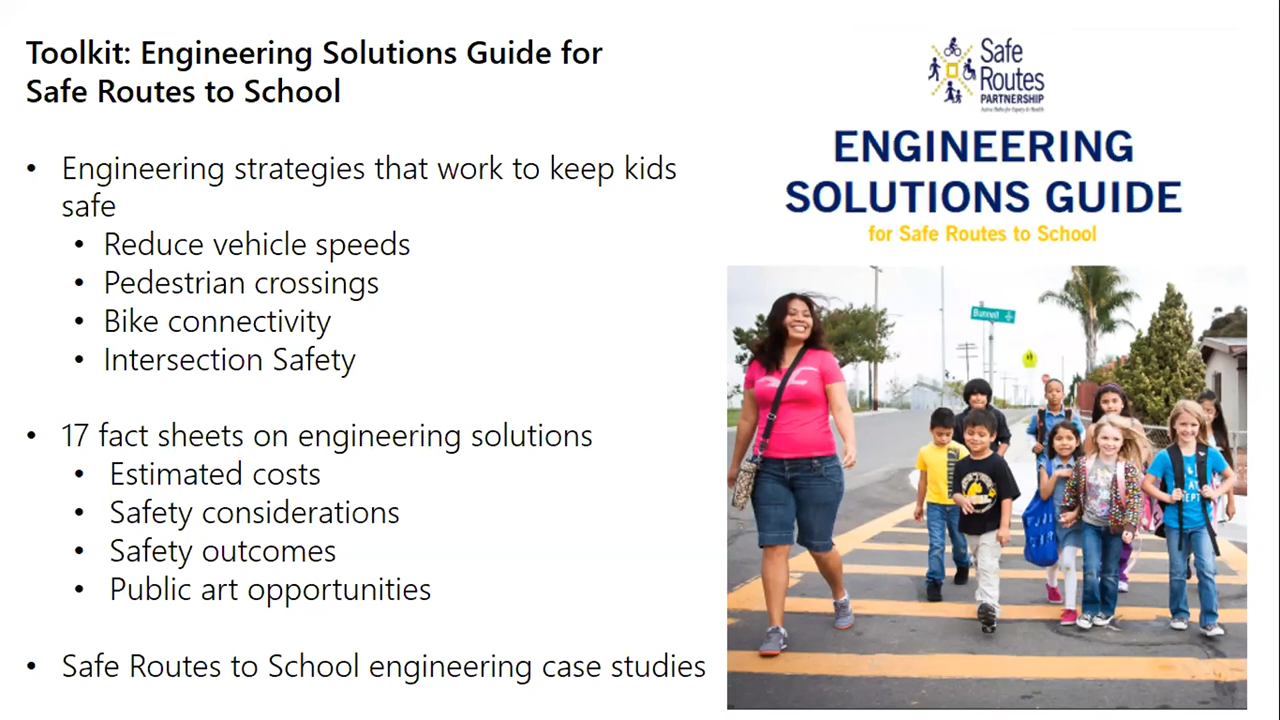 Toolkit: Engineering Solutions Guide for
Safe Routes to School
• Engineering strategies that work to keep kids
safe
• Reduce vehicle speeds
• Pedestrian crossings
• Bike connectivity
• Intersection Safety
• 17 fact sheets on engineering solutions
• Estimated costs
• Safety considerations
• Safety outcomes
• Public art opportunities
• Safe Routes to School engineering case studies
Safe
Routes
PARTNERSHIP
ENGINEERING
SOLUTIONS GUIDE
for Safe Routes to School
Bunnell